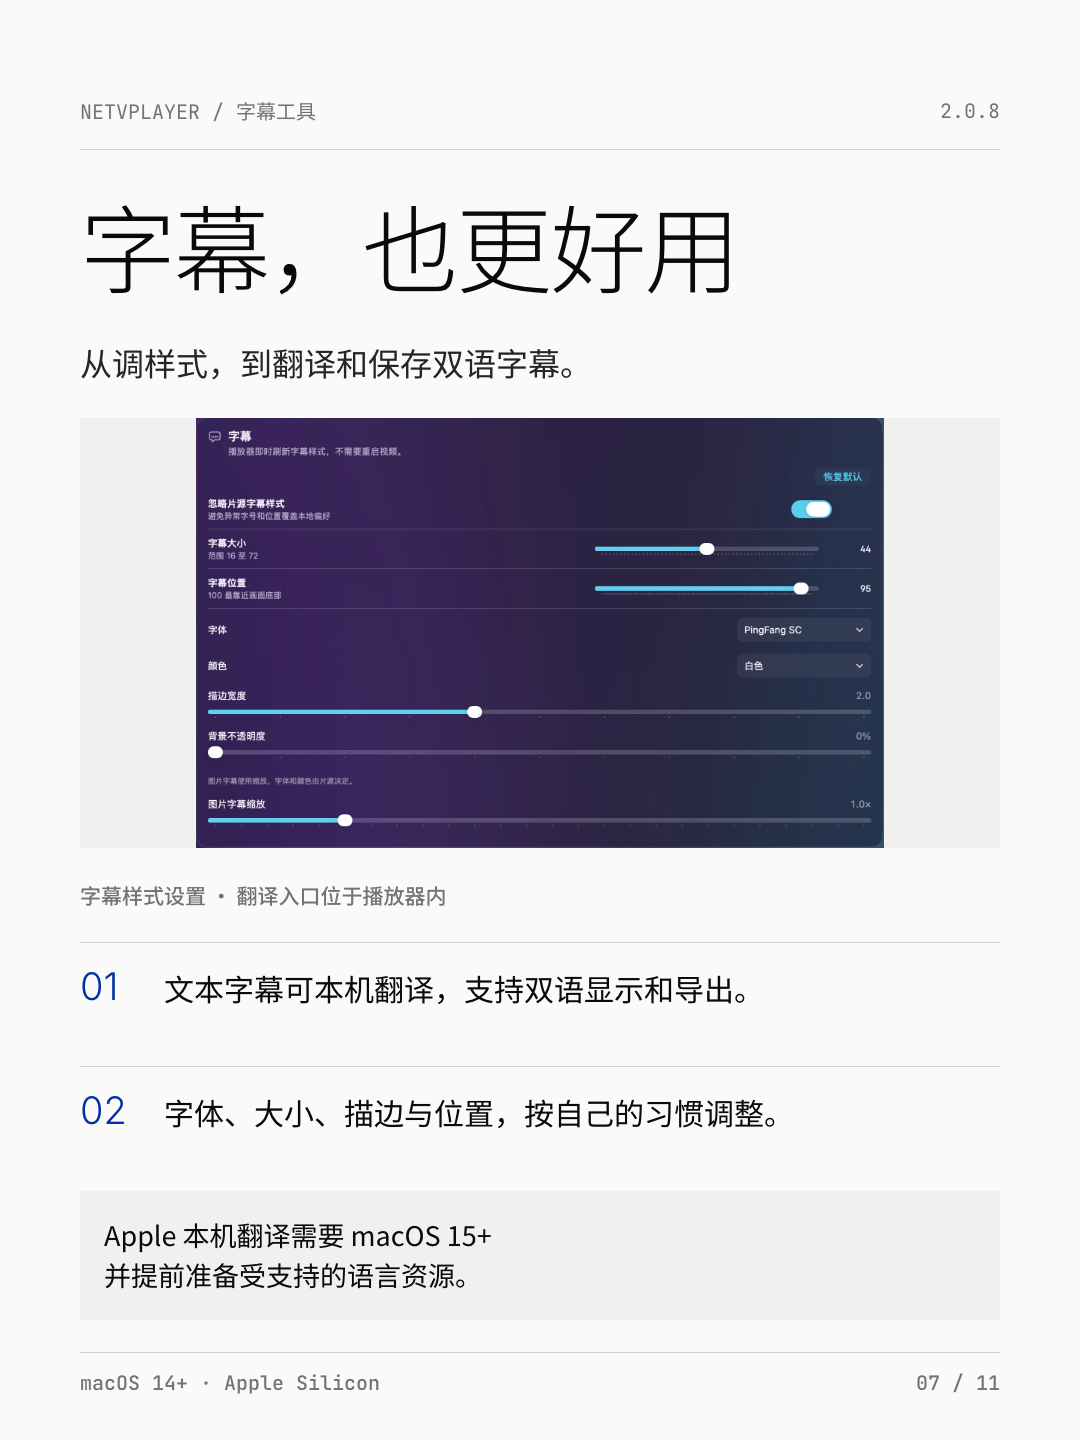 NETVPLAYER / 字幕工具
2.0.8
字幕，也更好用
从调样式，到翻译和保存双语字幕。
字幕
播放器即时刷新字幕样式，不需要重启视频。
恢复默认
忽略片源字幕样式
避免异常字号和位置覆盖本地偏好
字幕大小
范围 16 至 72
44
字幕位置
100 最靠近画面底部
95
字体
PingFang SC
颜色
白色
描边宽度
2.0
背景不透明度
0%
图片字幕使用缩放，字体和颜色由片源决定。
图片字幕缩放
1.0×
字幕样式设置 · 翻译入口位于播放器内
01 文本字幕可本机翻译，支持双语显示和导出。
02 字体、大小、描边与位置，按自己的习惯调整。
Apple 本机翻译需要 macOS 15+
并提前准备受支持的语言资源。
macOS 14+ · Apple Silicon
07 / 11